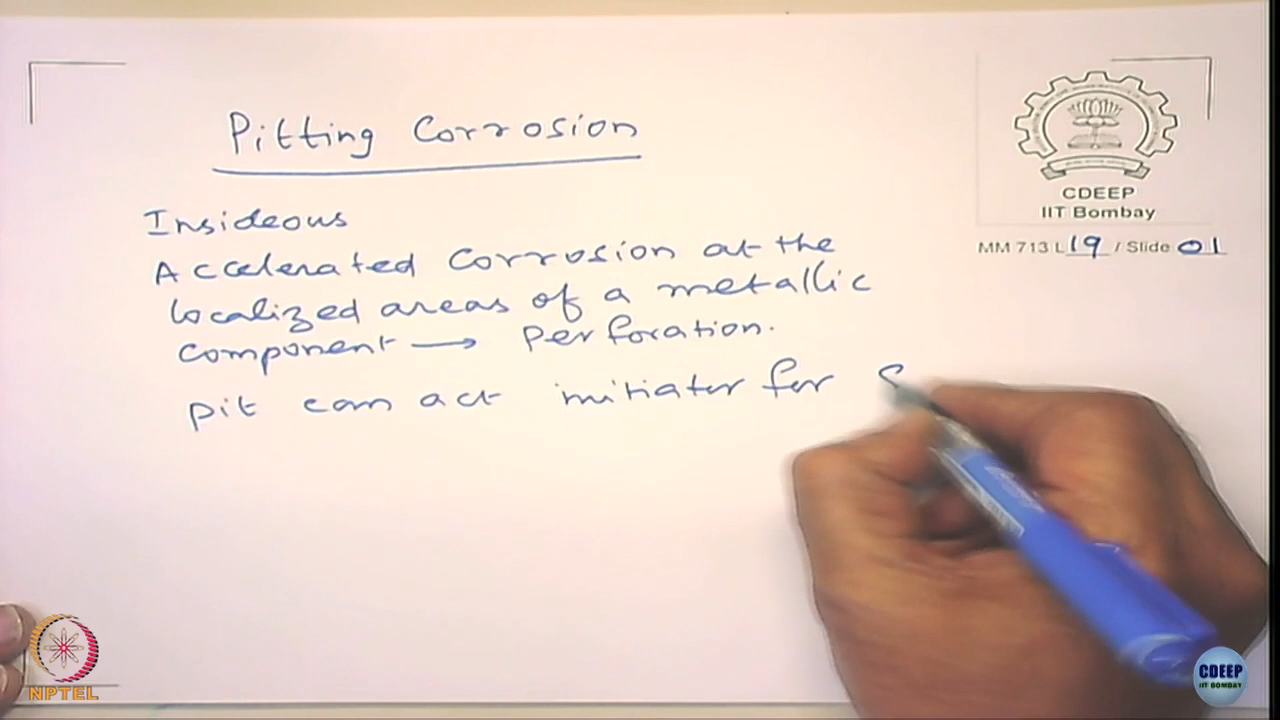 Pitting Corrosion
CDEEP
IIT Bombay
MM 713 L 19 / Slide 01
Insideous
Accelerated Corrosion at the
localized areas of a metallic
component → Perforation.
pit can act initiator for S
NPTEL
CDEEP
IIT BOMBAY